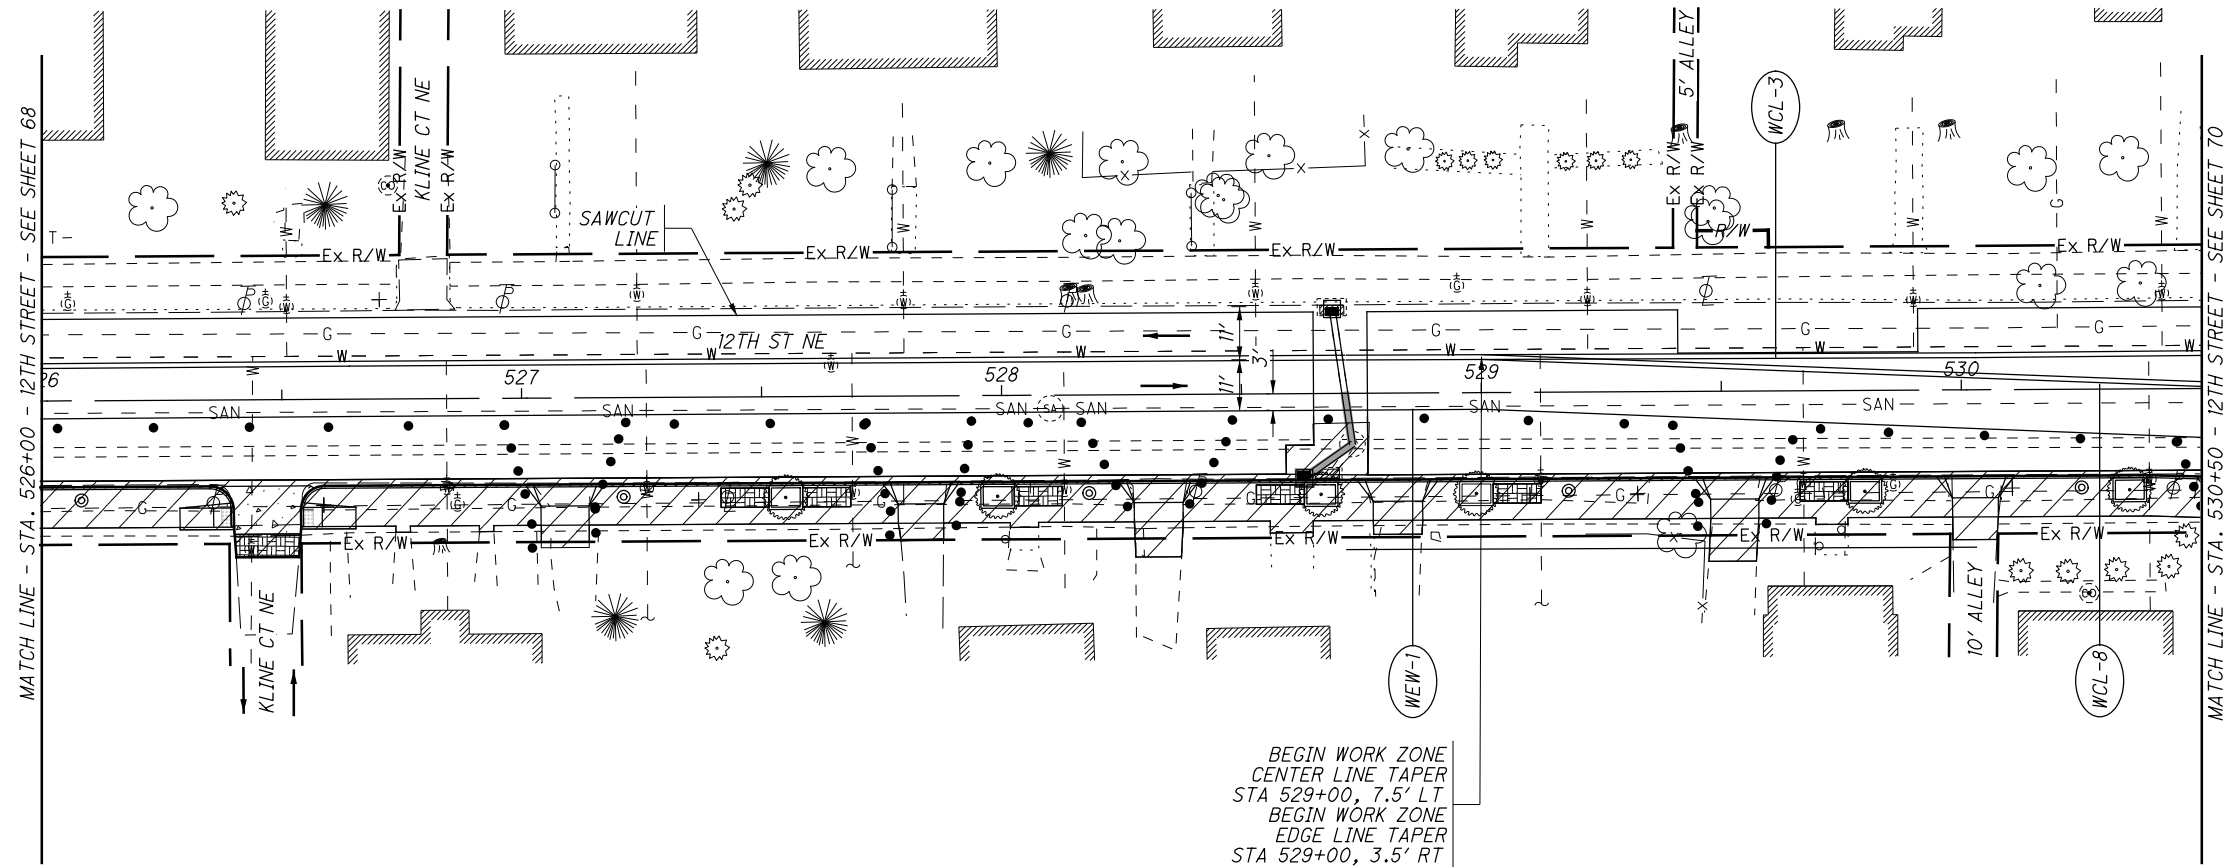 MATCH LINE - STA. 526+00 - 12TH STREET - SEE SHEET 68
KLINE CT NE
Ex R/W
Ex R/W
5' ALLEY
Ex R/W
Ex R/W
WCL-3
R/W
SAWCUT
LINE
T
W
W
W
W
W
W
G
W
Ex R/W
Ex R/W
Ex R/W
Ex R/W
G
G
W
W
W
W
G
W
W
W
G
G
G
G
G
G
12TH ST NE
W
W
W
W
W
W
W
11'
3'
11'
26
527
528
529
530
SAN
SAN
SAN
SA
SAN
SAN
SAN
W
W
W
W
W
G
G
G
G
G
G
G
G
Ex R/W
Ex R/W
Ex R/W
Ex R/W
Ex R/W
KLINE CT NE
10' ALLEY
WEW-1
WCL-8
BEGIN WORK ZONE
CENTER LINE TAPER
STA 529+00, 7.5' LT
BEGIN WORK ZONE
EDGE LINE TAPER
STA 529+00, 3.5' RT
MATCH LINE - STA. 530+50 - 12TH STREET - SEE SHEET 70